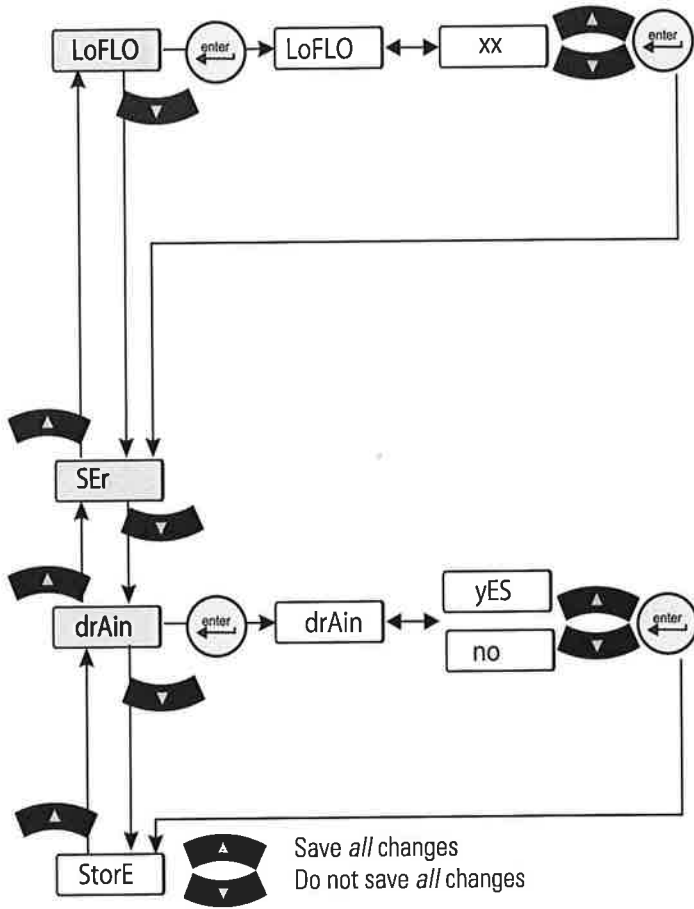 LoFLO enter LoFLO xx enter
SEr
drAin enter drAin yES enter
no
StorE
Save all changes
Do not save all changes